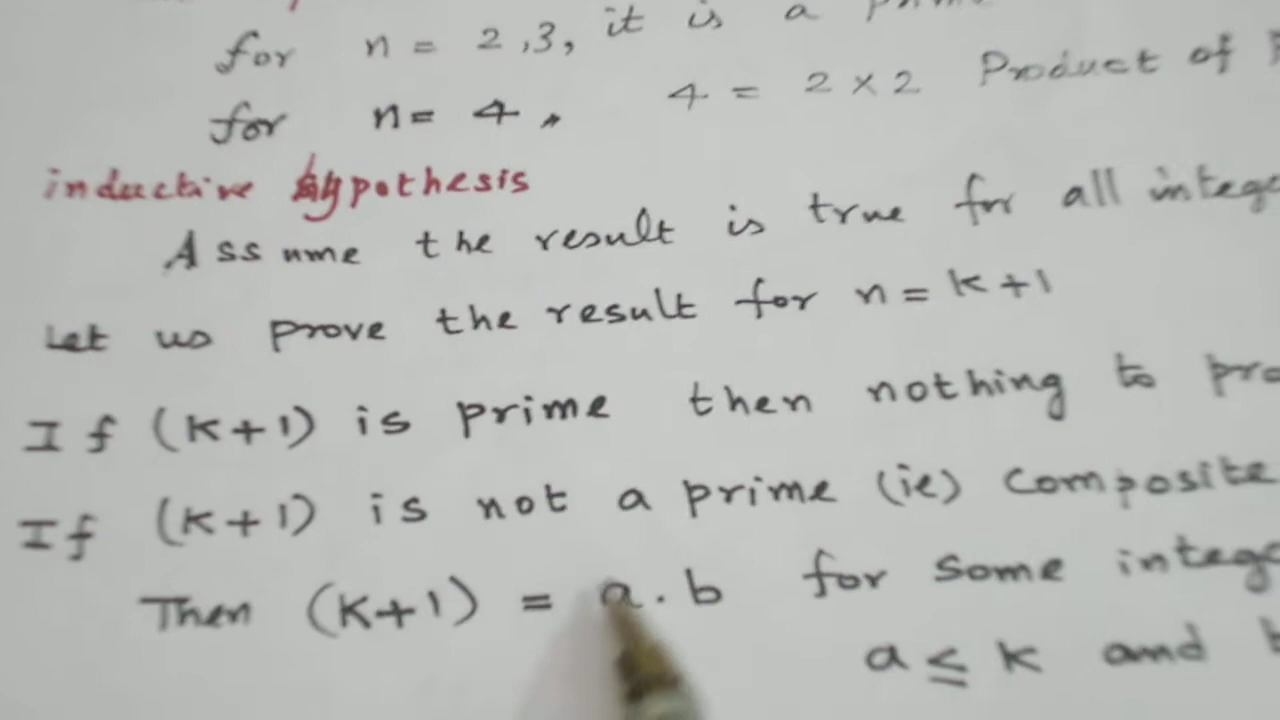 for n = 2,3, it is a
for n = 4, 4 = 2 × 2 Product of
inductive hypothesis
Assume the result is true for all
Let us prove the result for n = k+1
If (k+1) is prime then nothing to
If (k+1) is not a prime (ie) Composite
Then (k+1) = a.b for some
a ≤ k and